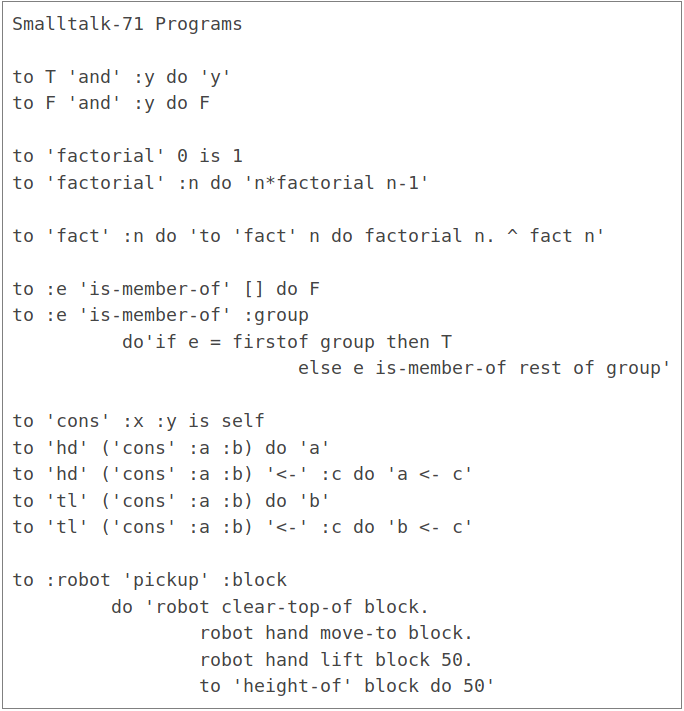 Smalltalk-71 Programs
to T 'and' :y do 'y'
to F 'and' :y do F
to 'factorial' 0 is 1
to 'factorial' :n do 'n*factorial n-1'
to 'fact' :n do 'to 'fact' n do factorial n. ^ fact n'
to :e 'is-member-of' [] do F
to :e 'is-member-of' :group
do'if e = firstof group then T
else e is-member-of rest of group'
to 'cons' :x :y is self
to 'hd' ('cons' :a :b) do 'a'
to 'hd' ('cons' :a :b) '<-' :c do 'a <- c'
to 'tl' ('cons' :a :b) do 'b'
to 'tl' ('cons' :a :b) '<-' :c do 'b <- c'
to :robot 'pickup' :block
do 'robot clear-top-of block.
robot hand move-to block.
robot hand lift block 50.
to 'height-of' block do 50'